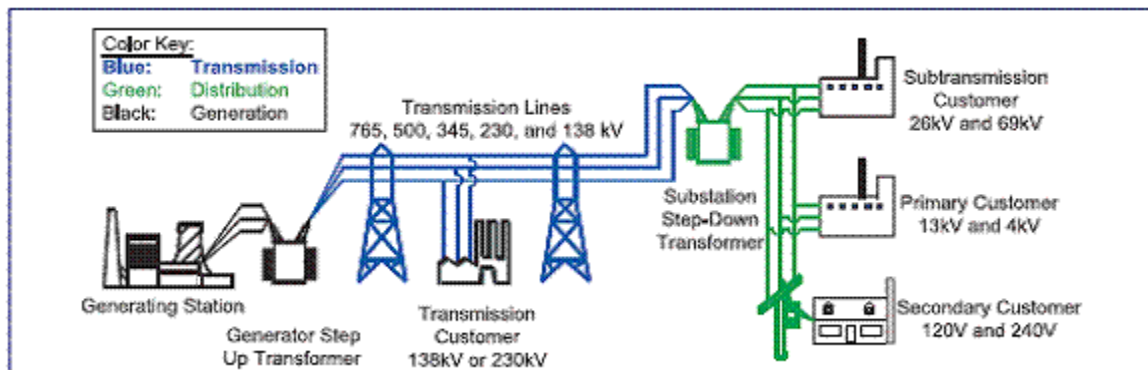 Color Key:
Blue: Transmission
Green: Distribution
Black: Generation
Transmission Lines
765, 500, 345, 230, and 138 kV
Generating Station
Generator Step
Up Transformer
Transmission
Customer
138kV or 230kV
Substation
Step-Down
Transformer
Subtransmission
Customer
26kV and 69kV
Primary Customer
13kV and 4kV
Secondary Customer
120V and 240V